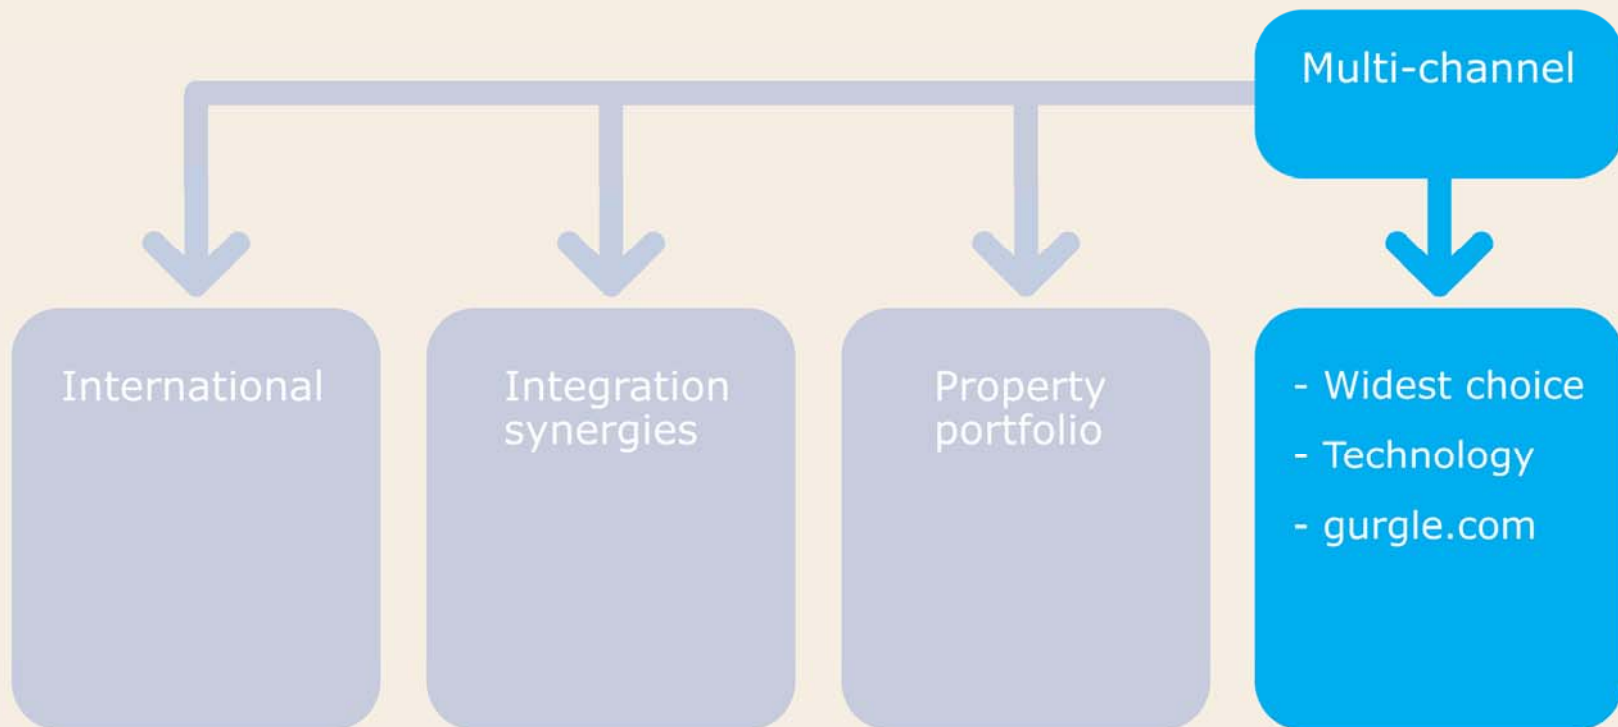 Multi-channel
International
Integration
synergies
Property
portfolio
- Widest choice
- Technology
- gurgle.com